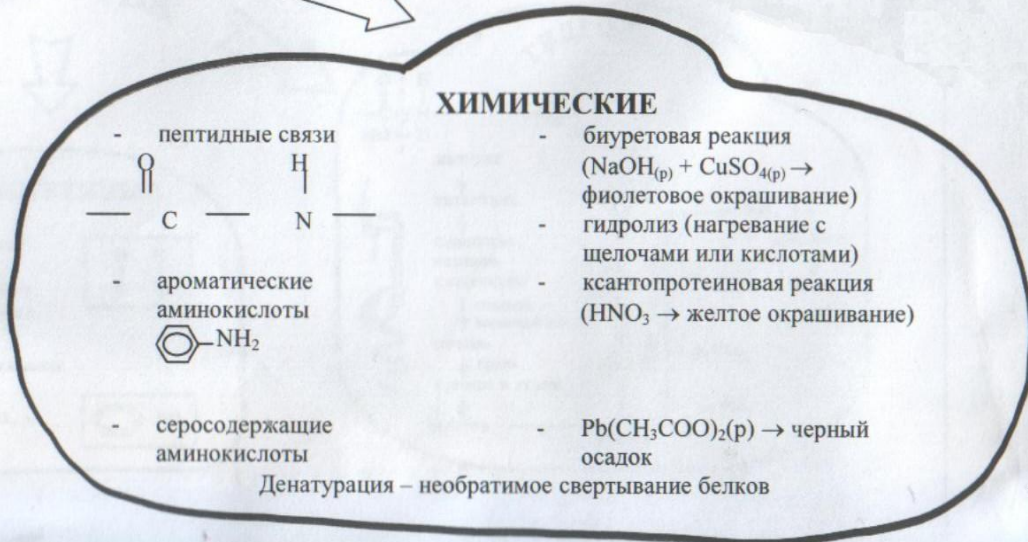 ХИМИЧЕСКИЕ
- пептидные связи
O H
C N
- ароматические
аминокислоты
NH2
- серосодержащие
аминокислоты
- биуретовая реакция
(NaOH(р) + CuSO4(р) →
фиолетовое окрашивание)
- гидролиз (нагревание с
щелочами или кислотами)
- ксантопротеиновая реакция
(HNO3 → желтое окрашивание)
- Pb(CH3COO)2(р) → черный
осадок
Денатурация – необратимое свертывание белков